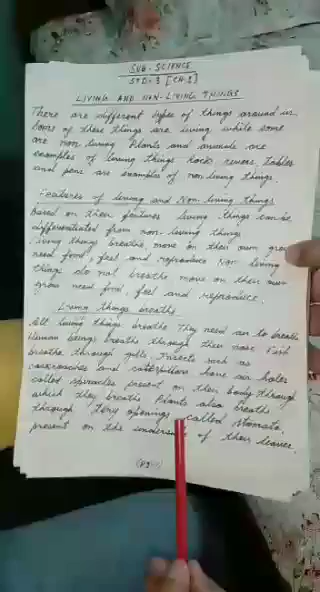 SUB - SCIENCE
STD - 3 [CH-1]
LIVING AND NON-LIVING THINGS
There are different types of things around us.
Some of these things are living while some
are non living Plants and animals are
examples of living things Rocks rivers, tables
and pens are examples of non living things.
Features of living and Non living things
based on their features living things can be
differentiated from non-living things
Living things breathe, move on their own grow
need food, feel and reproduce Non living
things do not breathe move on their own
grow need food, feel and reproduce.
Living things breathe
All living things breathe They need air to breathe
Human beings breathe through their nose Fish
breathe through gills, Insects such as
cockroaches and caterpillars have air holes
called spiracles present on their body through
which they breathe Plants also breathe
through tiny openings called stomata
present on the underside of their leaves.